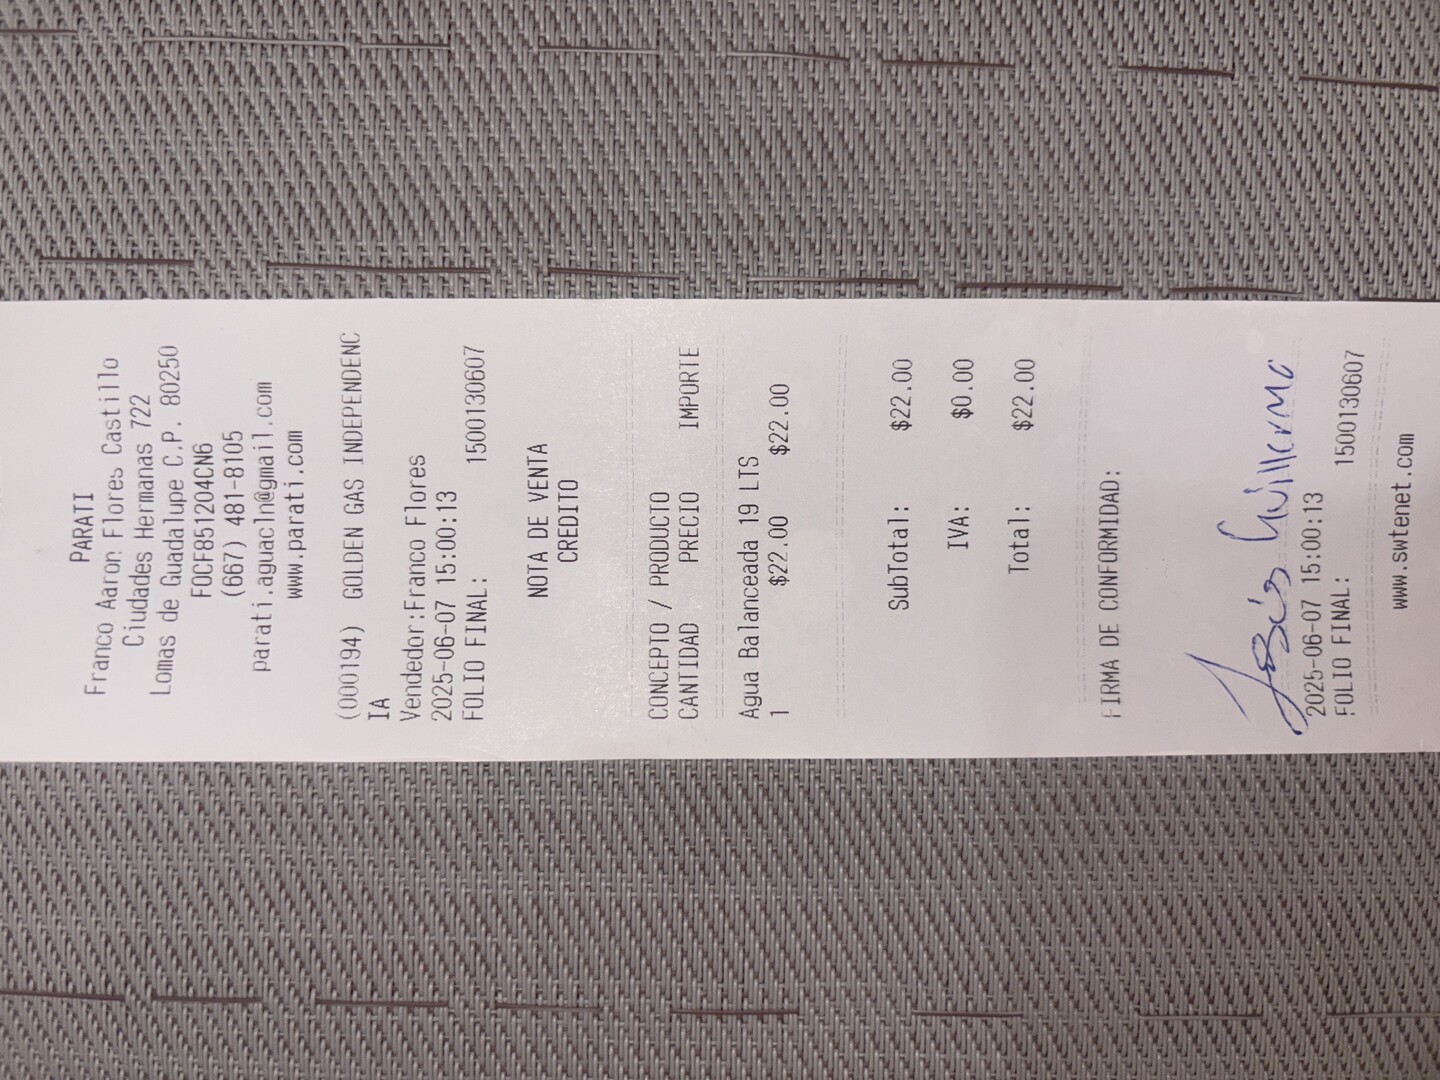 PARATI
Franco Aaron Flores Castillo
Ciudades Hermanas 722
Lomas de Guadalupe C.P. 80250
FOCF851204CN6
(667) 481-8105
parati.aguacln@gmail.com
www.parati.com
(000194) GOLDEN GAS INDEPENDENC
IA
Vendedor:Franco Flores
2025-06-07 15:00:13
FOLIO FINAL: 1500130607
NOTA DE VENTA
CREDITO
CONCEPTO / PRODUCTO
CANTIDAD PRECIO IMPORTE
Agua Balanceada 19 LTS
1 $22.00 $22.00
SubTotal: $22.00
IVA: $0.00
Total: $22.00
FIRMA DE CONFORMIDAD:
Jesús Guillermo
2025-06-07 15:00:13
FOLIO FINAL: 1500130607
www.swtenet.com